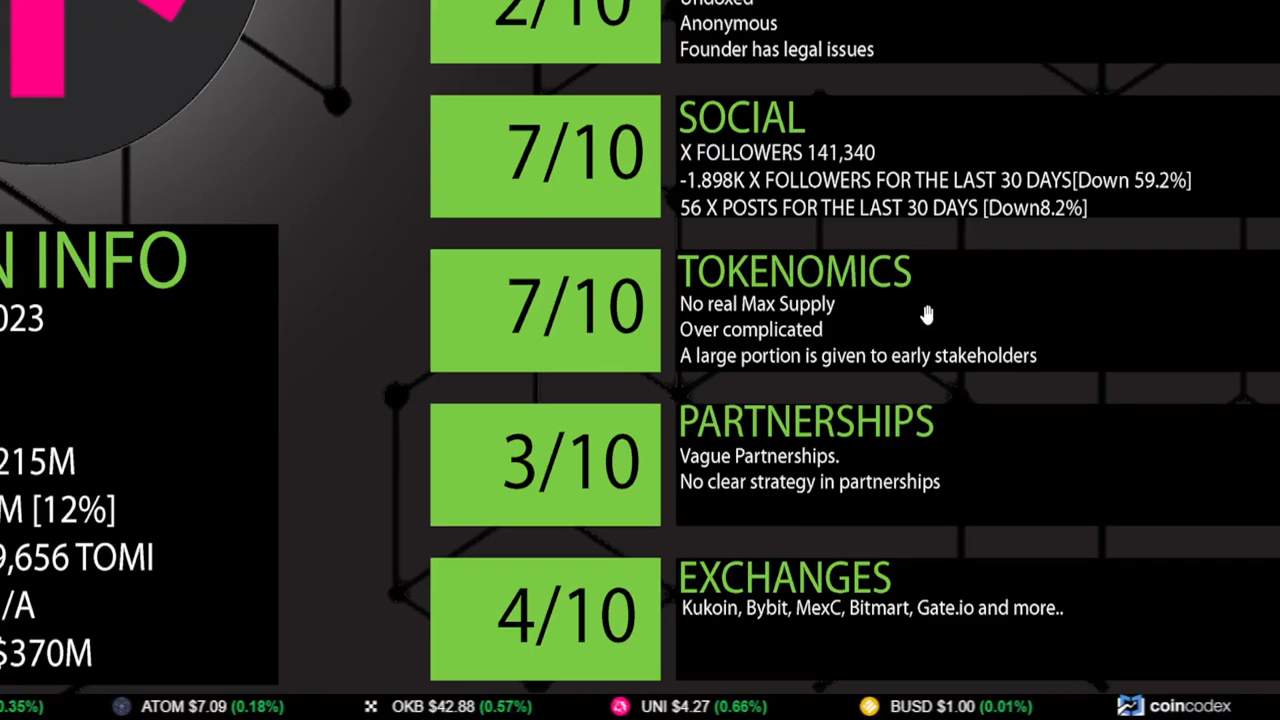 2/10
Undoxed
Anonymous
Founder has legal issues
7/10
SOCIAL
X FOLLOWERS 141,340
-1.898K X FOLLOWERS FOR THE LAST 30 DAYS[Down 59.2%]
56 X POSTS FOR THE LAST 30 DAYS [Down8.2%]
N INFO
023
215M
M [12%]
9,656 TOMI
/A
$370M
7/10
TOKENOMICS
No real Max Supply
Over complicated
A large portion is given to early stakeholders
3/10
PARTNERSHIPS
Vague Partnerships.
No clear strategy in partnerships
4/10
EXCHANGES
Kukoin, Bybit, MexC, Bitmart, Gate.io and more..
0.35%) ATOM $7.09 (0.18%) OKB $42.88 (0.57%) UNI $4.27 (0.66%) BUSD $1.00 (0.01%) coincodex